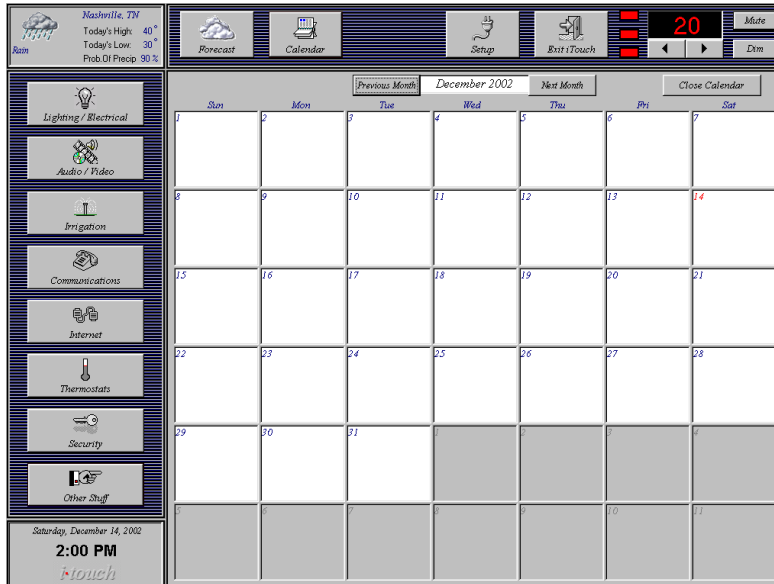 Nashville, TN
Today's High: 40°
Today's Low: 30°
Rain
Prob.Of Precip 90 %
Forecast
Calendar
Setup
Exit iTouch
20
Mute
Dim
Lighting / Electrical
Audio / Video
Irrigation
Communications
Internet
Thermostats
Security
Other Stuff
Saturday, December 14, 2002
2:00 PM
i·touch
Previous Month December 2002 Next Month Close Calendar
Sun Mon Tue Wed Thu Fri Sat
1 2 3 4 5 6 7
8 9 10 11 12 13 14
15 16 17 18 19 20 21
22 23 24 25 26 27 28
29 30 31 1 2 3 4
5 6 7 8 9 10 11